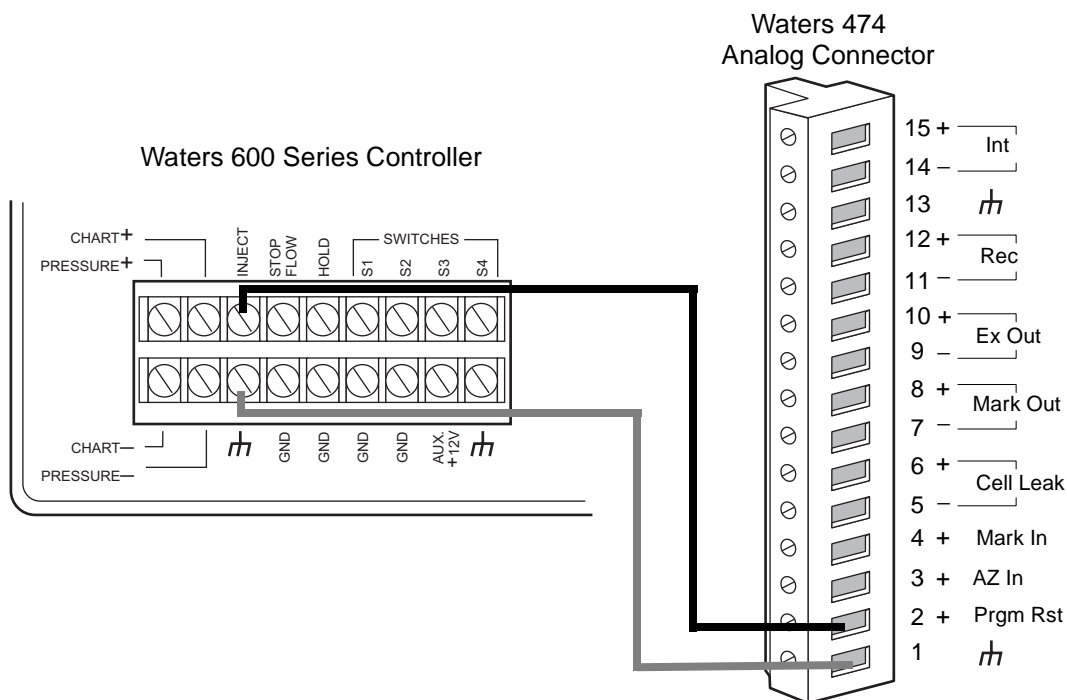 Waters 474
Analog Connector
Waters 600 Series Controller
CHART+
PRESSURE+
INJECT
STOP
FLOW
HOLD
SWITCHES
S1
S2
S3
S4
CHART–
PRESSURE–
GND
GND
GND
GND
AUX.
+12V
15 +
Int
14 –
13
12 +
Rec
11 –
10 +
Ex Out
9 –
8 +
Mark Out
7 –
6 +
Cell Leak
5 –
4 + Mark In
3 + AZ In
2 + Prgm Rst
1